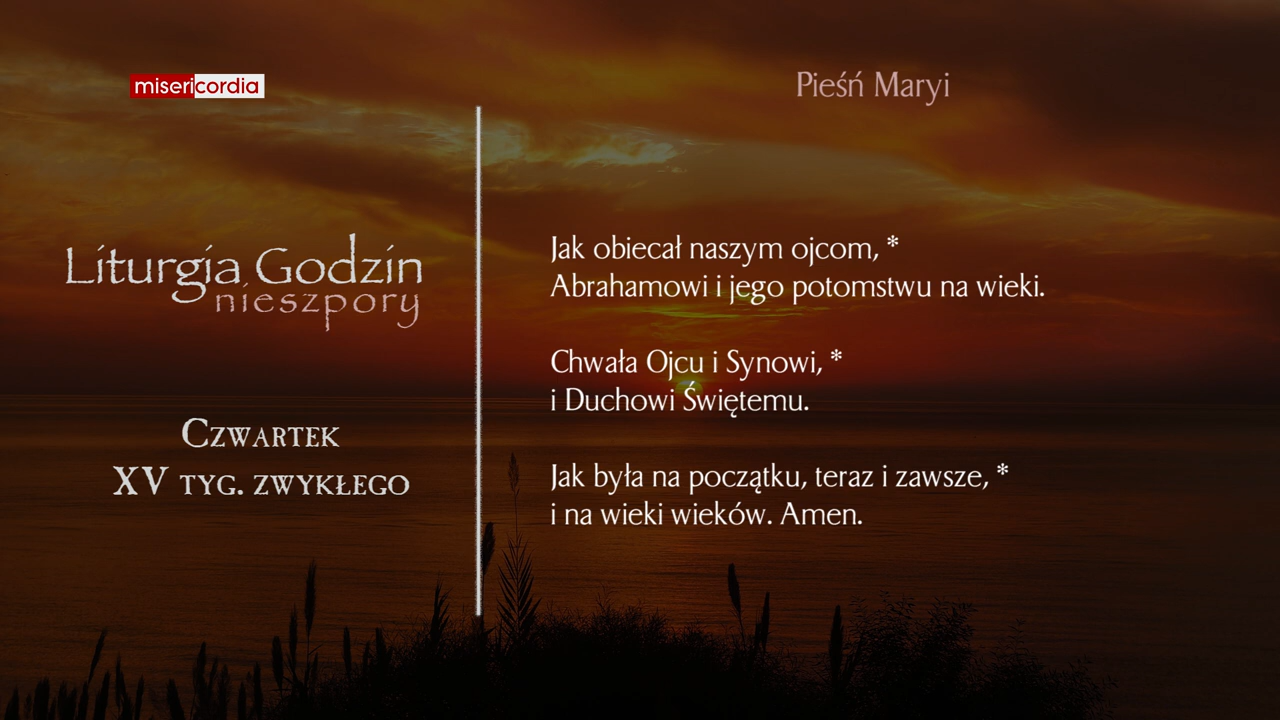 misericordia
Pieśń Maryi
Liturgia Godzin
nieszpory
Czwartek
XV tyg. zwykłego
Jak obiecał naszym ojcom, *
Abrahamowi i jego potomstwu na wieki.
Chwała Ojcu i Synowi, *
i Duchowi Świętemu.
Jak była na początku, teraz i zawsze, *
i na wieki wieków. Amen.